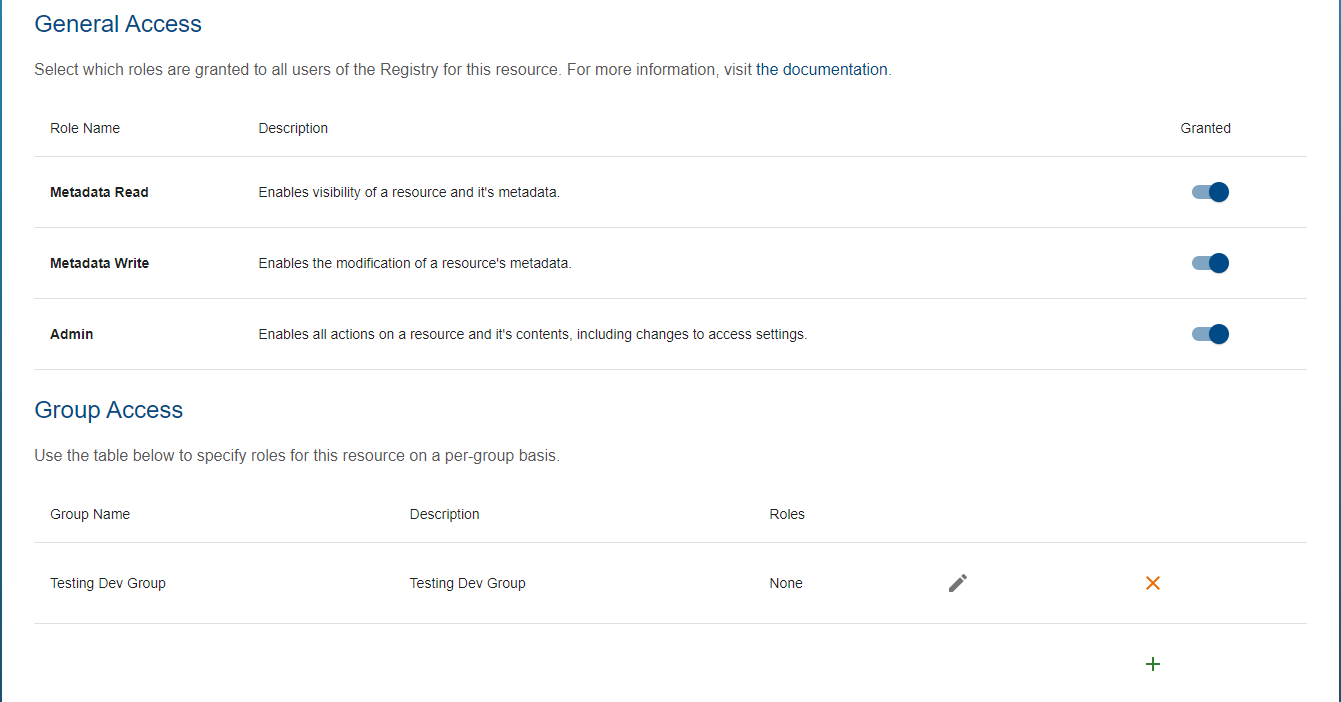 General Access
Select which roles are granted to all users of the Registry for this resource. For more information, visit the documentation.
Role Name Description Granted
Metadata Read Enables visibility of a resource and it's metadata.
Metadata Write Enables the modification of a resource's metadata.
Admin Enables all actions on a resource and it's contents, including changes to access settings.
Group Access
Use the table below to specify roles for this resource on a per-group basis.
Group Name Description Roles
Testing Dev Group Testing Dev Group None